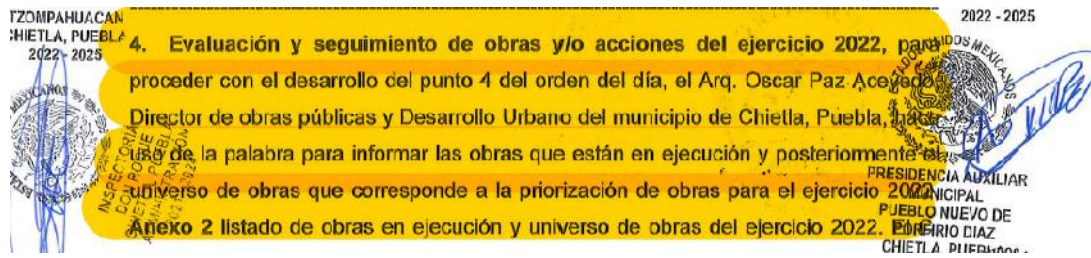 TZOMPAHUACAN
CHIETLA, PUEBLA
2022 - 2025
2022 - 2025
4. Evaluación y seguimiento de obras y/o acciones del ejercicio 2022, para
proceder con el desarrollo del punto 4 del orden del día, el Arq. Oscar Paz Acevedo
Director de obras públicas y Desarrollo Urbano del municipio de Chietla, Puebla, hace
uso de la palabra para informar las obras que están en ejecución y posteriormente el
universo de obras que corresponde a la priorización de obras para el ejercicio 2022
Anexo 2 listado de obras en ejecución y universo de obras del ejercicio 2022.
INSPECTORIA
PRESIDENCIA AUXILIAR
MUNICIPAL
PUEBLO NUEVO DE
PORFIRIO DIAZ
CHIETLA, PUEBLA